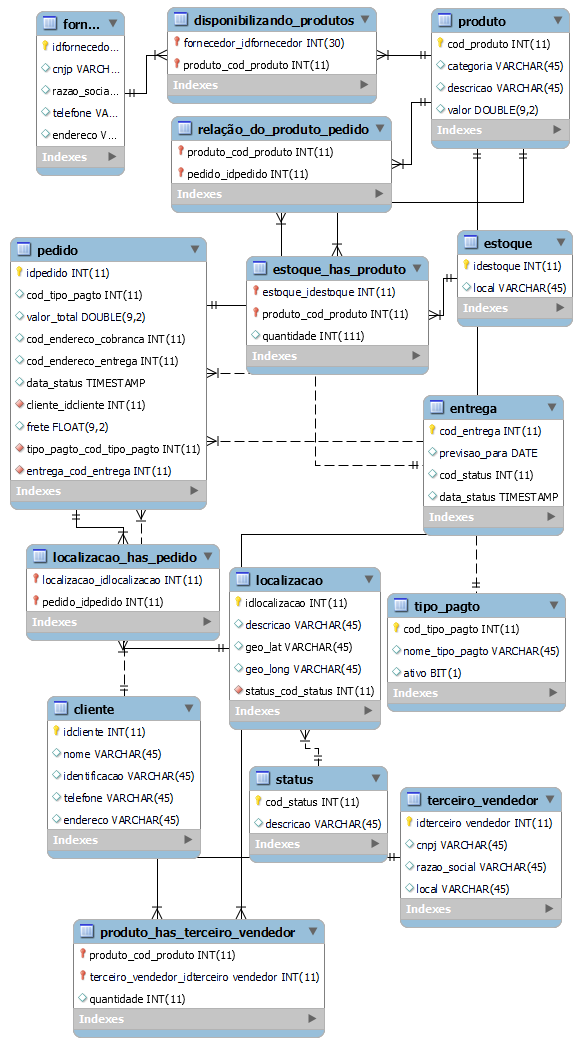 forn...
idfornecedo...
cnjp VARCH...
razao_socia...
telefone VA...
endereco V...
Indexes
disponibilizando_produtos
fornecedor_idfornecedor INT(30)
produto_cod_produto INT(11)
Indexes
produto
cod_produto INT(11)
categoria VARCHAR(45)
descricao VARCHAR(45)
valor DOUBLE(9,2)
Indexes
relação_do_produto_pedido
produto_cod_produto INT(11)
pedido_idpedido INT(11)
Indexes
pedido
idpedido INT(11)
cod_tipo_pagto INT(11)
valor_total DOUBLE(9,2)
cod_endereco_cobranca INT(11)
cod_endereco_entrega INT(11)
data_status TIMESTAMP
cliente_idcliente INT(11)
frete FLOAT(9,2)
tipo_pagto_cod_tipo_pagto INT(11)
entrega_cod_entrega INT(11)
Indexes
estoque_has_produto
estoque_idestoque INT(11)
produto_cod_produto INT(11)
quantidade INT(111)
Indexes
estoque
idestoque INT(11)
local VARCHAR(45)
Indexes
entrega
cod_entrega INT(11)
previsao_para DATE
cod_status INT(11)
data_status TIMESTAMP
Indexes
localizacao_has_pedido
localizacao_idlocalizacao INT(11)
pedido_idpedido INT(11)
Indexes
localizacao
idlocalizacao INT(11)
descricao VARCHAR(45)
geo_lat VARCHAR(45)
geo_long VARCHAR(45)
status_cod_status INT(11)
Indexes
tipo_pagto
cod_tipo_pagto INT(11)
nome_tipo_pagto VARCHAR(45)
ativo BIT(1)
Indexes
cliente
idcliente INT(11)
nome VARCHAR(45)
identificacao VARCHAR(45)
telefone VARCHAR(45)
endereco VARCHAR(45)
Indexes
status
cod_status INT(11)
descricao VARCHAR(45)
Indexes
terceiro_vendedor
idterceiro vendedor INT(11)
cnpj VARCHAR(45)
razao_social VARCHAR(45)
local VARCHAR(45)
Indexes
produto_has_terceiro_vendedor
produto_cod_produto INT(11)
terceiro_vendedor_idterceiro vendedor INT(11)
quantidade INT(11)
Indexes